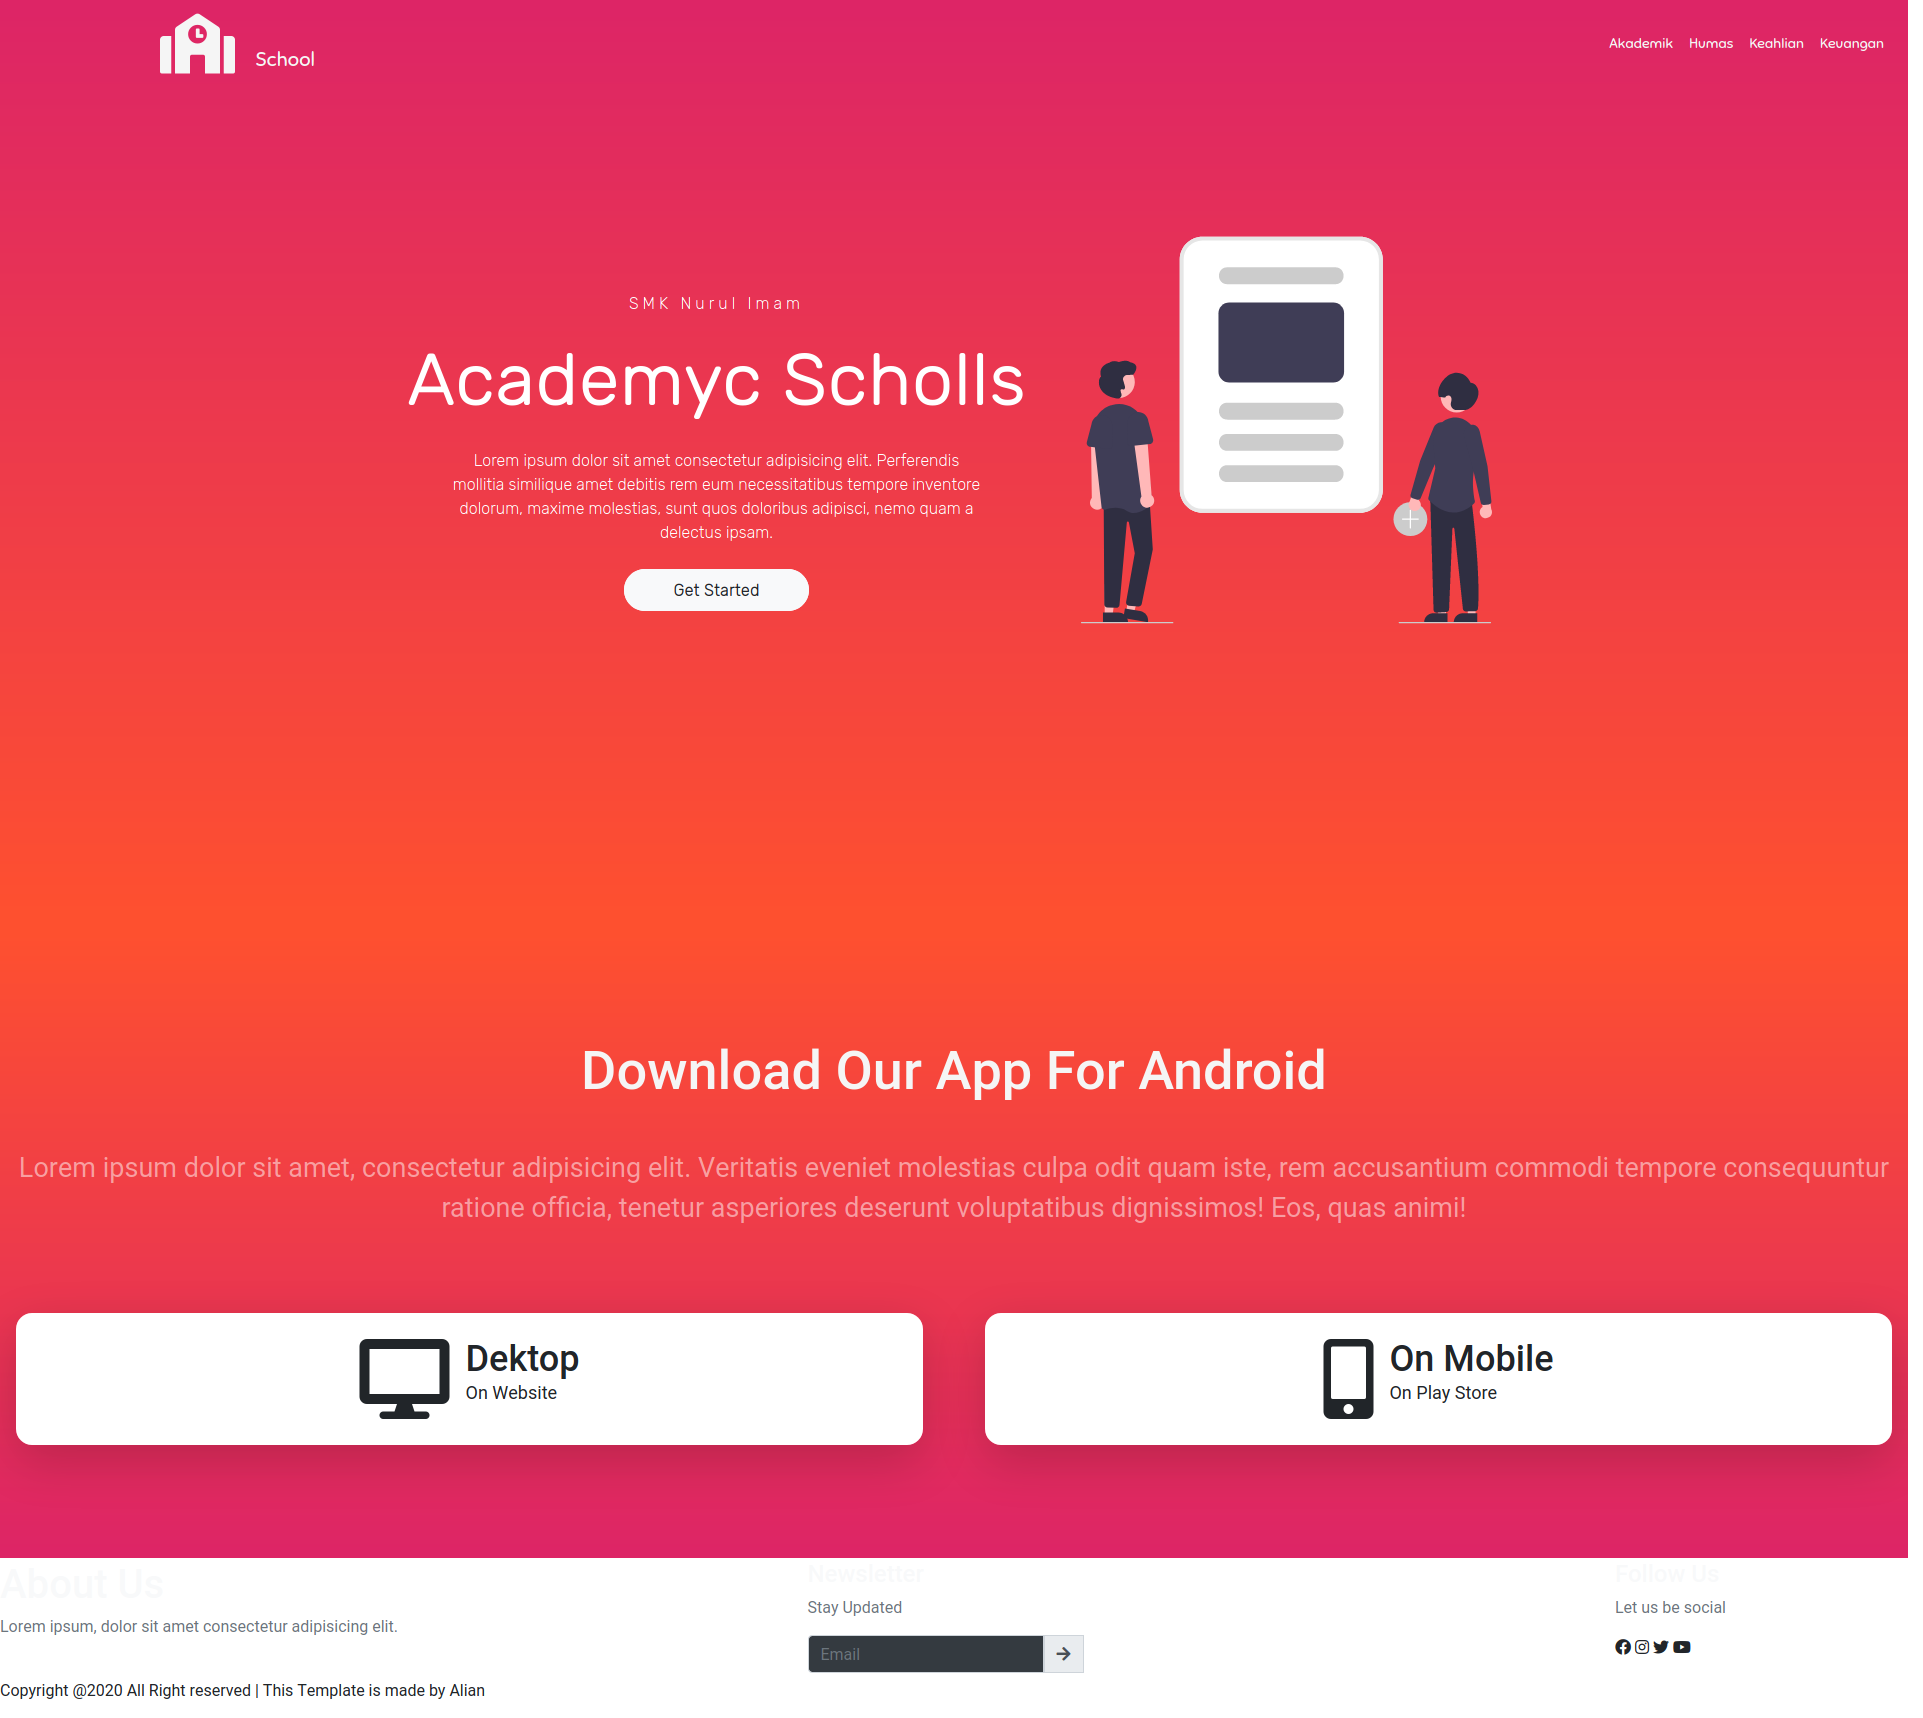 School
Akademik Humas Keahlian Keuangan
SMK Nurul Imam
Academyc Scholls
Lorem ipsum dolor sit amet consectetur adipisicing elit. Perferendis
mollitia similique amet debitis rem eum necessitatibus tempore inventore
dolorum, maxime molestias, sunt quos doloribus adipisci, nemo quam a
delectus ipsam.
Get Started
Download Our App For Android
Lorem ipsum dolor sit amet, consectetur adipisicing elit. Veritatis eveniet molestias culpa odit quam iste, rem accusantium commodi tempore consequuntur
ratione officia, tenetur asperiores deserunt voluptatibus dignissimos! Eos, quas animi!
Dektop
On Website
On Mobile
On Play Store
About Us
Lorem ipsum, dolor sit amet consectetur adipisicing elit.
Newsletter
Stay Updated
Email
Follow Us
Let us be social
Copyright @2020 All Right reserved | This Template is made by Alian